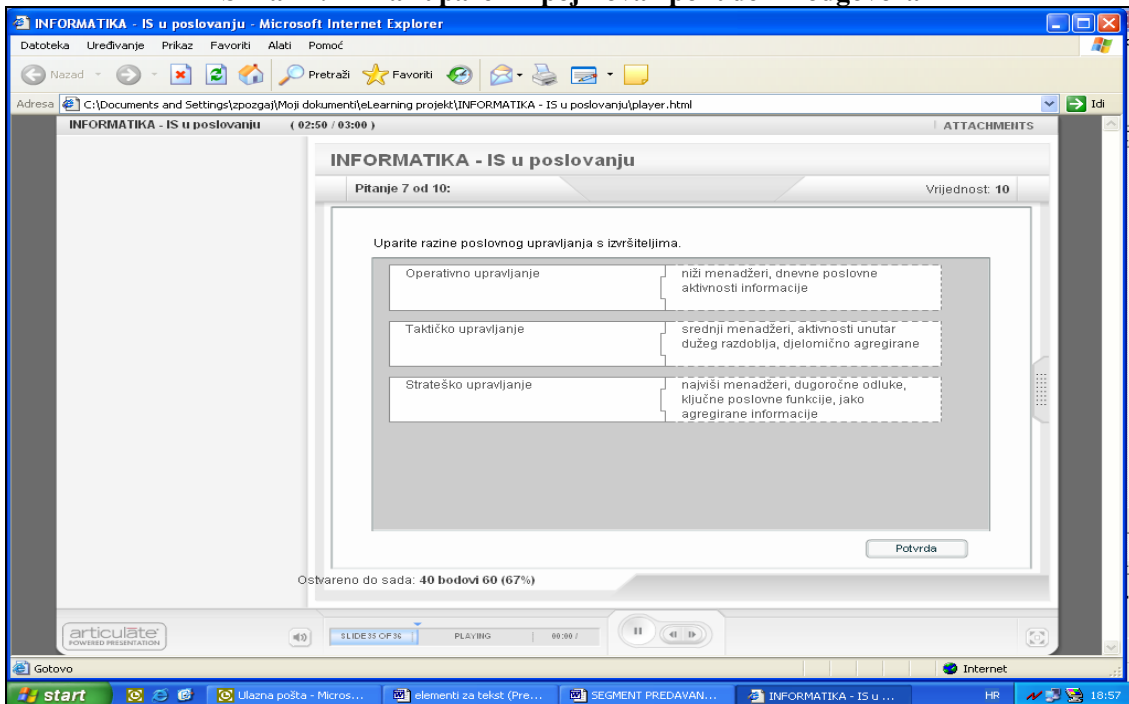 INFORMATIKA - IS u poslovanju - Microsoft Internet Explorer
Datoteka Uređivanje Prikaz Favoriti Alati Pomoć
Nazad Pretraži Favoriti
Adresa C:\Documents and Settings\zpozgaj\Moji dokumenti\eLearning projekt\INFORMATIKA - IS u poslovanju\player.html Idi
INFORMATIKA - IS u poslovanju ( 02:50 / 03:00 ) ATTACHMENTS
INFORMATIKA - IS u poslovanju
Pitanje 7 od 10: Vrijednost: 10
Uparite razine poslovnog upravljanja s izvršiteljima.
Operativno upravljanje
niži menadžeri, dnevne poslovne
aktivnosti informacije
Taktičko upravljanje
srednji menadžeri, aktivnosti unutar
dužeg razdoblja, djelomično agregirane
Strateško upravljanje
najviši menadžeri, dugoročne odluke,
ključne poslovne funkcije, jako
agregirane informacije
Potvrda
Ostvareno do sada: 40 bodovi 60 (67%)
articulate
POWERED PRESENTATION
SLIDE 35 OF 36 PLAYING 00:00 /
Gotovo Internet
start Ulazna pošta - Micros... elementi za tekst (Pre... SEGMENT PREDAVAN... INFORMATIKA - IS u ... HR 18:57